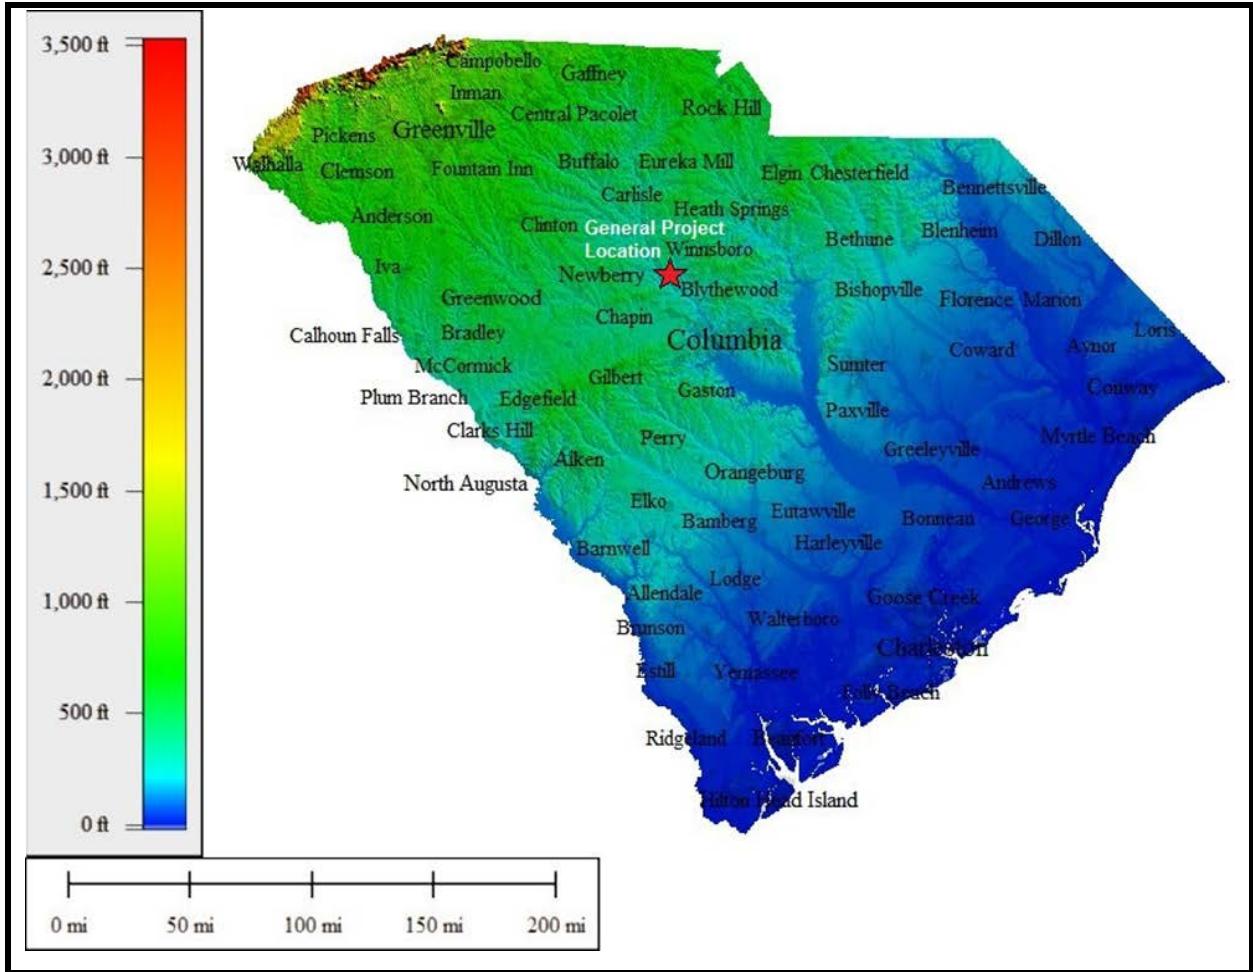 3,500 ft
3,000 ft
2,500 ft
2,000 ft
1,500 ft
1,000 ft
500 ft
0 ft
Campobello
Gaffney
Inman
Central Pacolet
Rock Hill
Pickens
Greenville
Walhalla
Clemson
Fountain Inn
Buffalo
Eureka Mill
Elgin
Chesterfield
Bennettsville
Carlisle
Anderson
Heath Springs
Clinton
General Project
Location
Winnsboro
Bethune
Blenheim
Dillon
Iva
Newberry
Blythewood
Bishopville
Greenwood
Florence
Marion
Chapin
Calhoun Falls
Bradley
Columbia
Loris
Aynor
Coward
McCormick
Sumter
Gilbert
Gaston
Conway
Plum Branch
Edgefield
Paxville
Clarks Hill
Perry
Myrtle Beach
Greeleyville
Aiken
Orangeburg
North Augusta
Andrews
Elko
Eutawville
Bamberg
Bonneau
George
Harleyville
Barnwell
Lodge
Allendale
Goose Creek
Walterboro
Brunson
Charleston
Estill
Yemassee
Folly Beach
Ridgeland
Beaufort
Hilton Head Island
0 mi
50 mi
100 mi
150 mi
200 mi